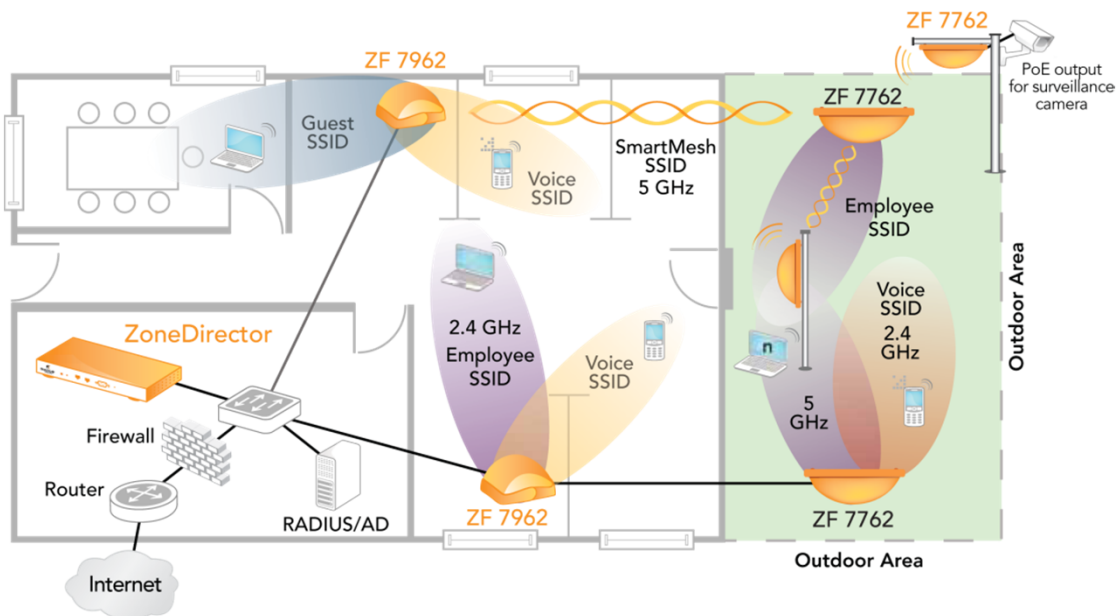 ZF 7762
ZF 7962
PoE output
for surveillance
camera
ZF 7762
Guest
SSID
SmartMesh
SSID
5 GHz
Voice
SSID
Employee
SSID
Voice
SSID
2.4
GHz
Outdoor Area
ZoneDirector
2.4 GHz
Employee
SSID
Voice
SSID
n
5
GHz
Firewall
Router
RADIUS/AD
ZF 7962
ZF 7762
Outdoor Area
Internet